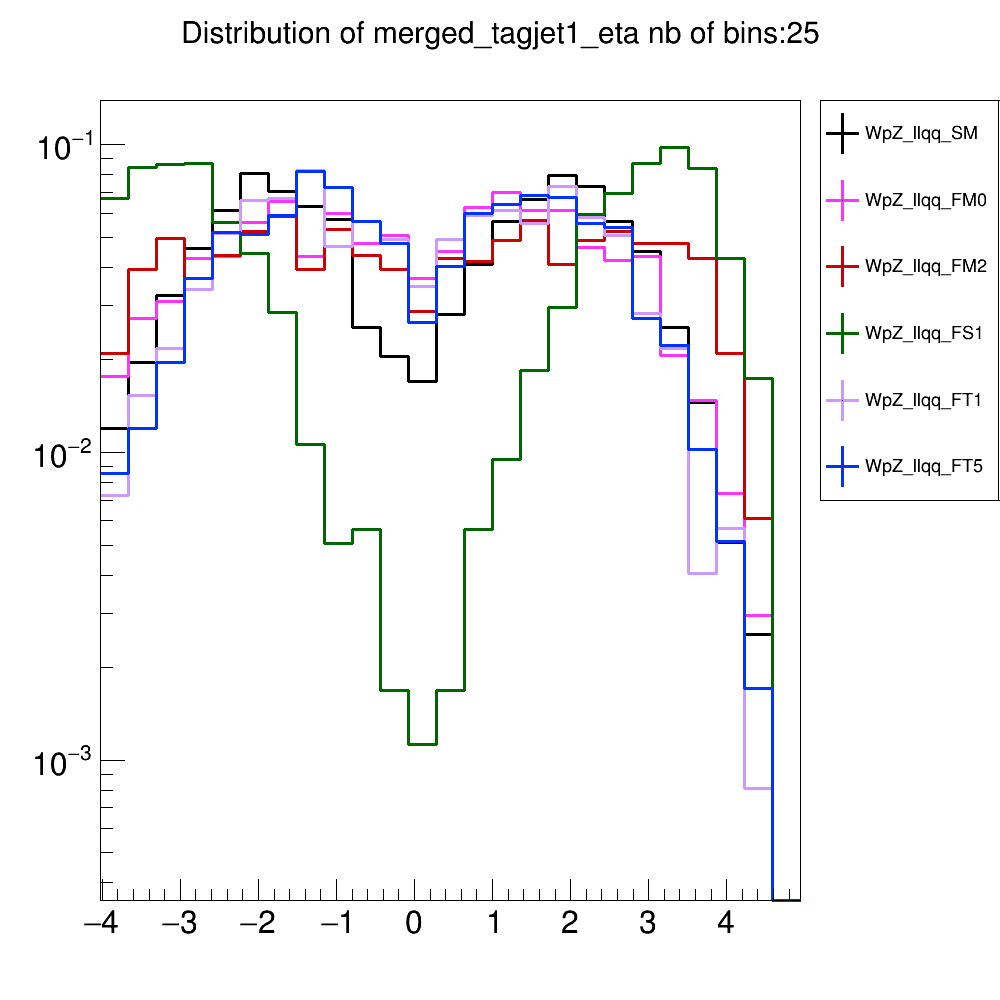 Distribution of merged_tagjet1_eta nb of bins:25
10−1
10−2
10−3
−4 −3 −2 −1 0 1 2 3 4
WpZ_llqq_SM
WpZ_llqq_FM0
WpZ_llqq_FM2
WpZ_llqq_FS1
WpZ_llqq_FT1
WpZ_llqq_FT5